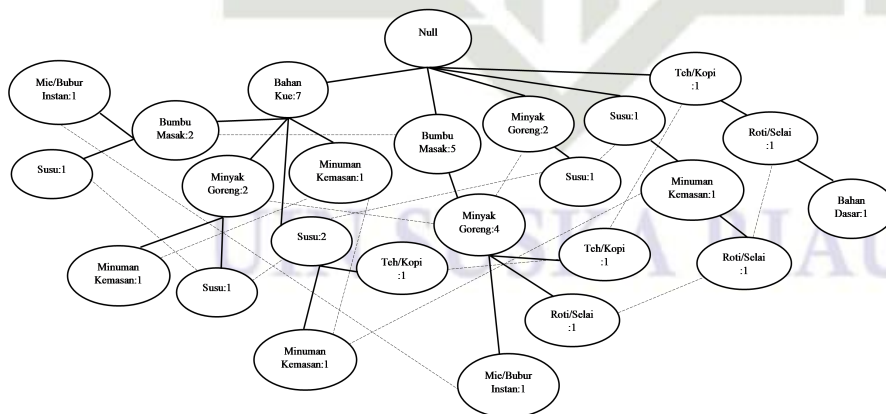 Null
Mie/Bubur
Instan:1
Bahan
Kue:7
Teh/Kopi
:1
Bumbu
Masak:2
Bumbu
Masak:5
Minyak
Goreng:2
Susu:1
Roti/Selai
:1
Susu:1
Minyak
Goreng:2
Minuman
Kemasan:1
Susu:1
Minuman
Kemasan:1
Bahan
Dasar:1
Minyak
Goreng:4
Susu:2
Teh/Kopi
:1
Teh/Kopi
:1
Roti/Selai
:1
Minuman
Kemasan:1
Susu:1
Roti/Selai
:1
Minuman
Kemasan:1
Mie/Bubur
Instan:1
UIN SUSKA RIAU